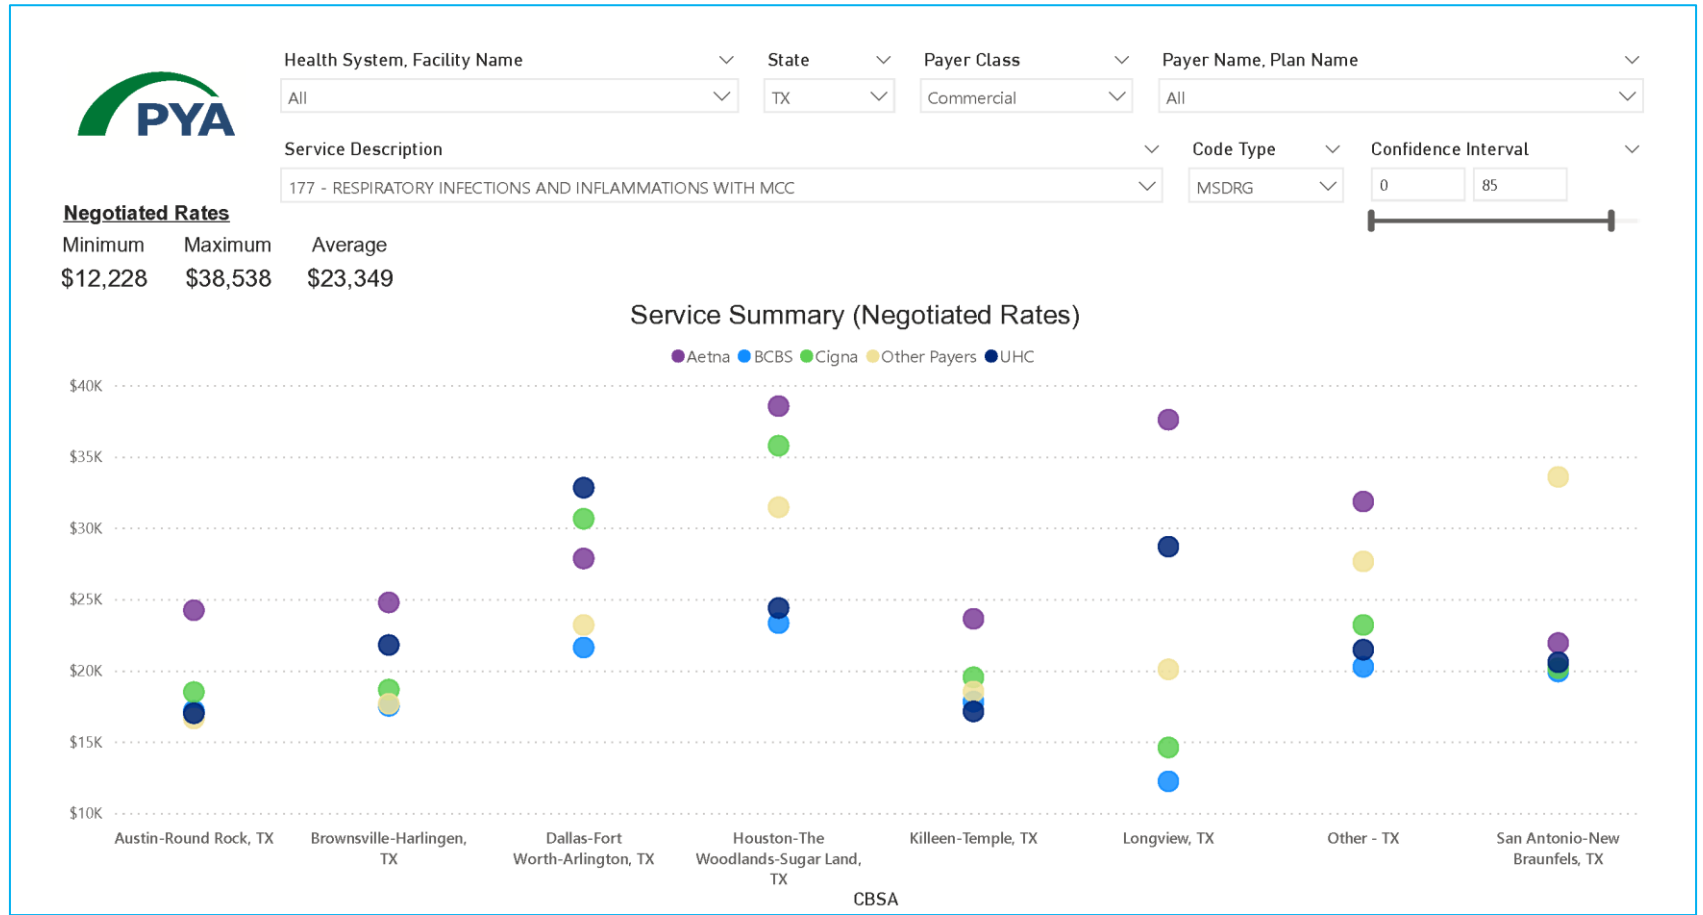 PYA
Health System, Facility Name
All
State
TX
Payer Class
Commercial
Payer Name, Plan Name
All
Service Description
177 - RESPIRATORY INFECTIONS AND INFLAMMATIONS WITH MCC
Code Type
MSDRG
Confidence Interval
0 85
Negotiated Rates
Minimum Maximum Average
$12,228 $38,538 $23,349
Service Summary (Negotiated Rates)
Aetna BCBS Cigna Other Payers UHC
$40K
$35K
$30K
$25K
$20K
$15K
$10K
Austin-Round Rock, TX
Brownsville-Harlingen,
TX
Dallas-Fort
Worth-Arlington, TX
Houston-The
Woodlands-Sugar Land,
TX
Killeen-Temple, TX
Longview, TX
Other - TX
San Antonio-New
Braunfels, TX
CBSA